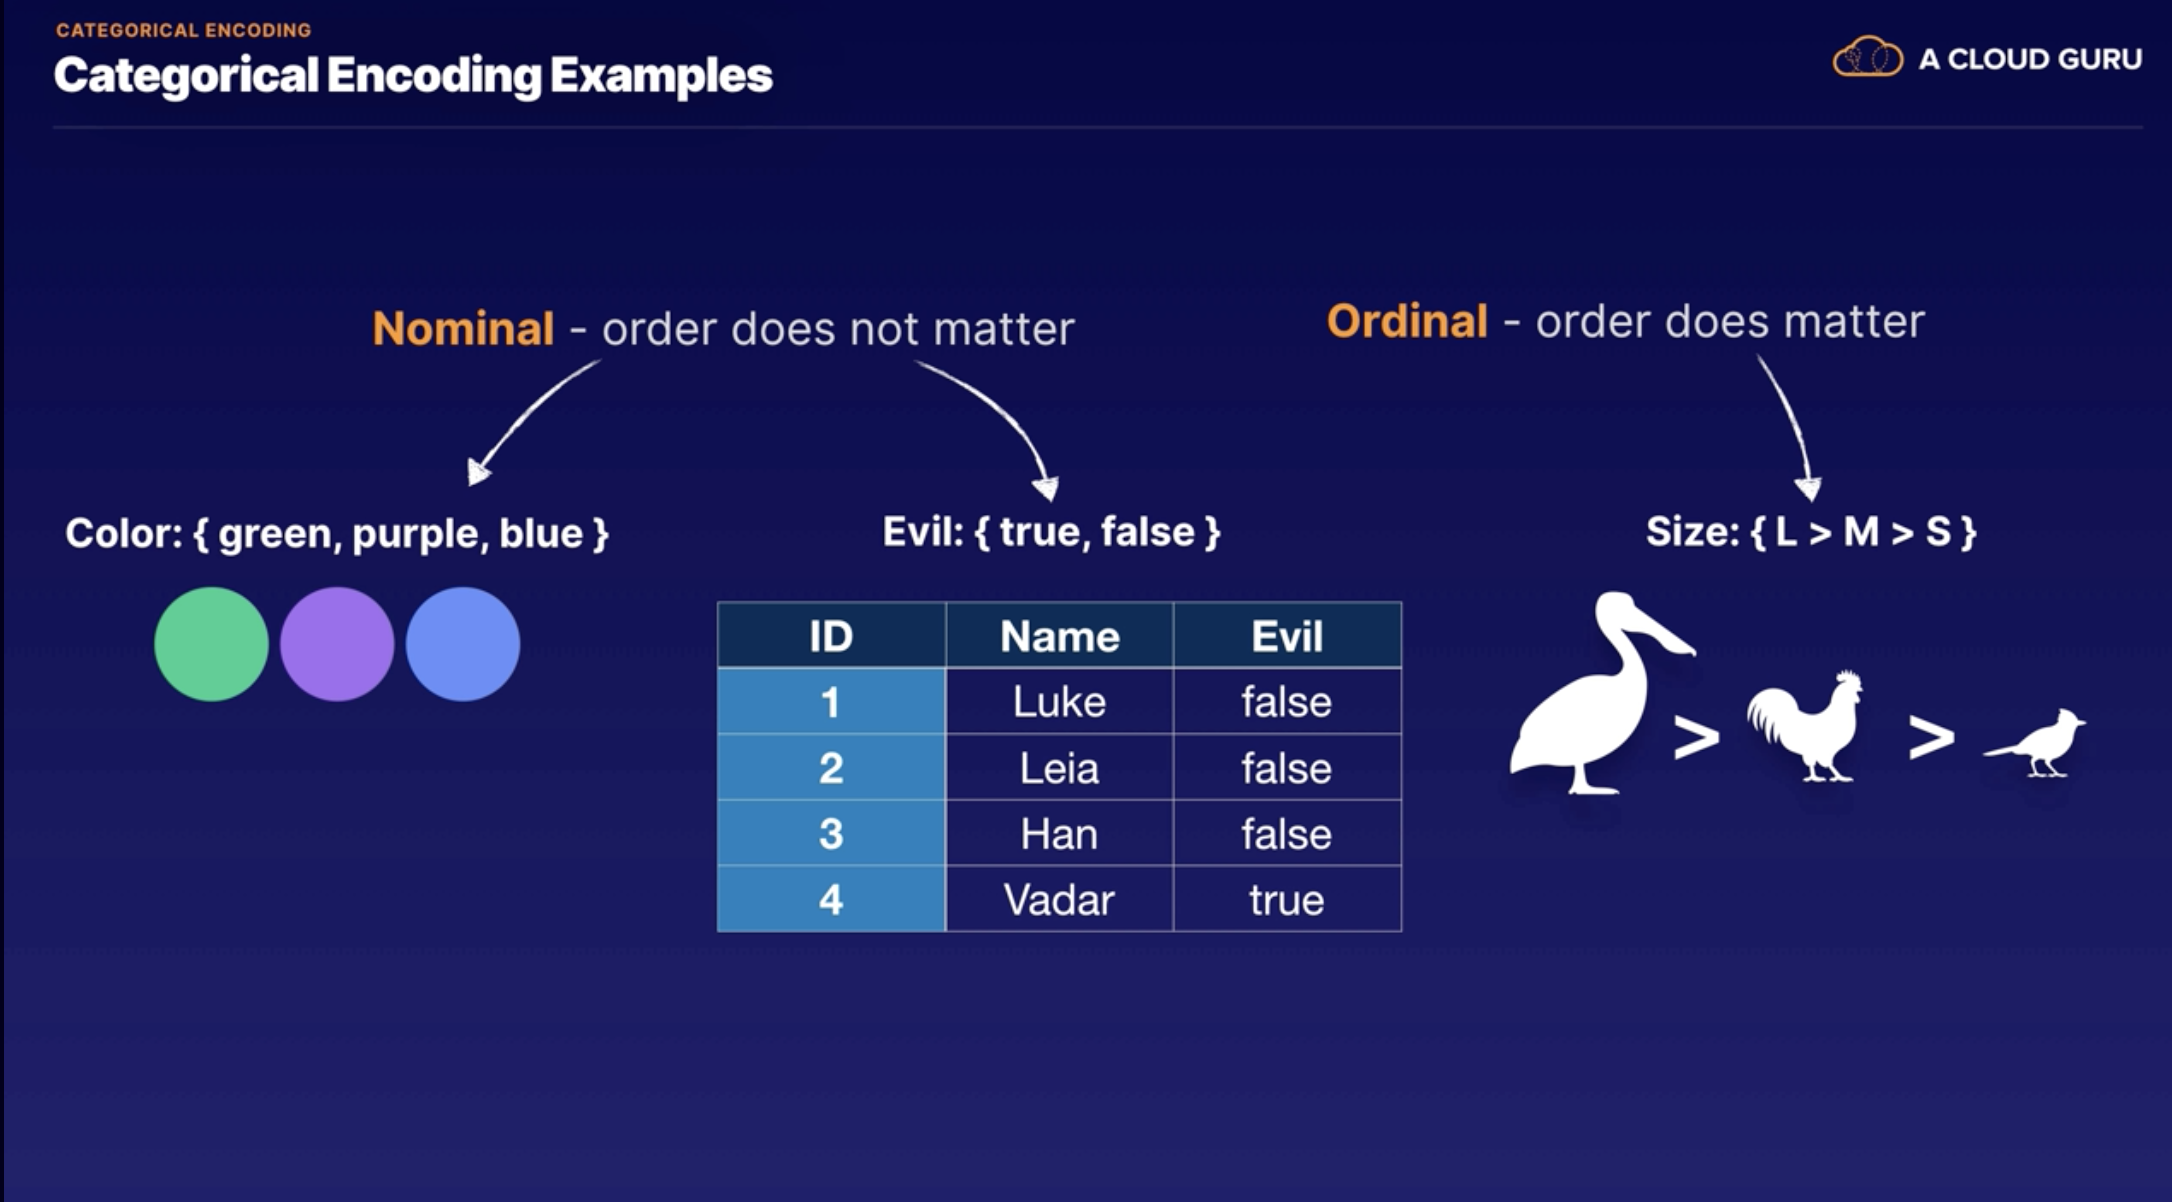 CATEGORICAL ENCODING
Categorical Encoding Examples
A CLOUD GURU
Nominal - order does not matter
Ordinal - order does matter
Color: { green, purple, blue }
Evil: { true, false }
Size: { L > M > S }
ID Name Evil
1 Luke false
2 Leia false
3 Han false
4 Vadar true
> >